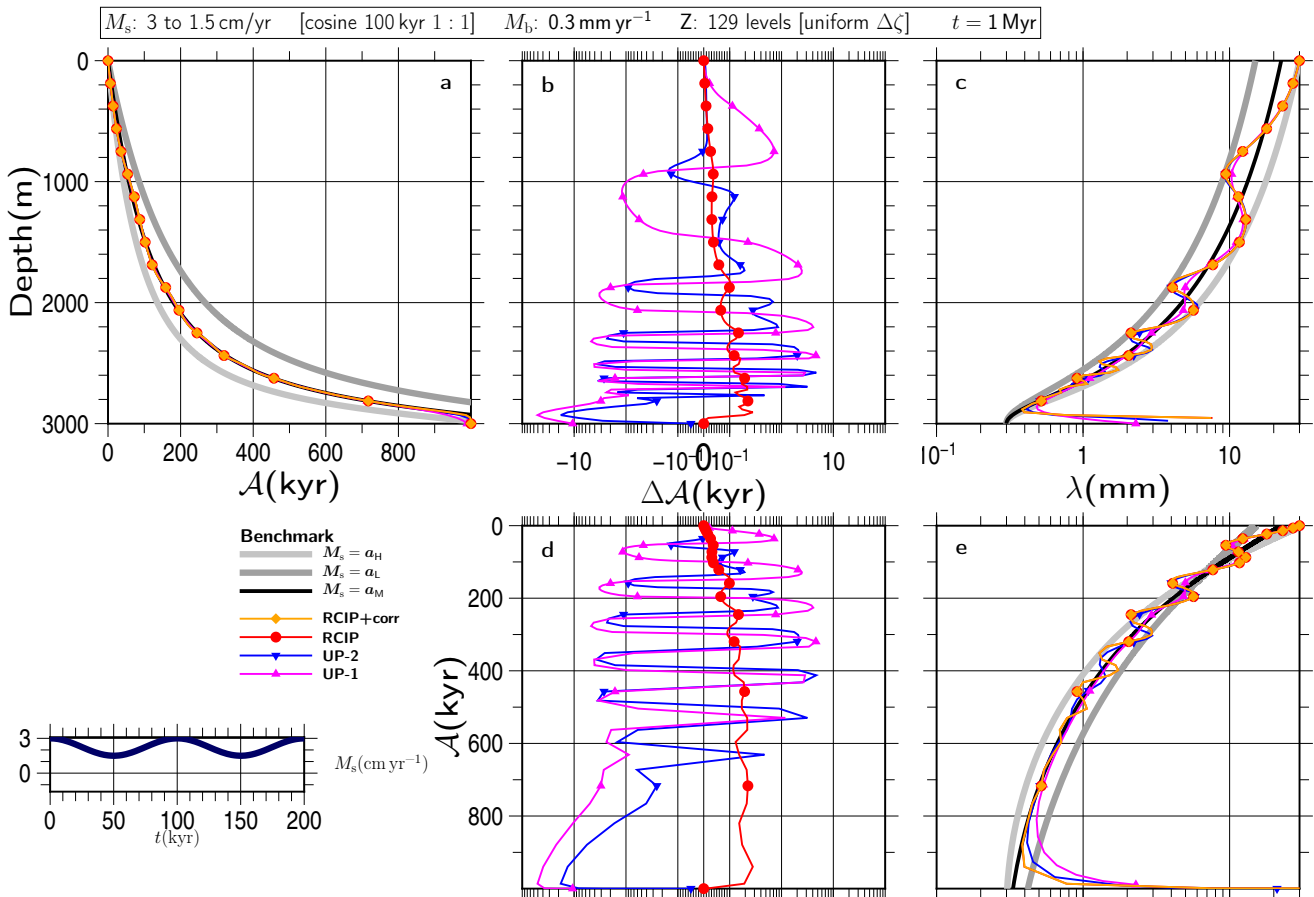 Mₛ: 3 to 1.5 cm/yr [cosine 100 kyr 1 : 1] M_b: 0.3 mm yr⁻¹ Z: 129 levels [uniform Δζ] t = 1 Myr
a
b
c
0
1000
2000
3000
Depth(m)
0 200 400 600 800
𝒜(kyr)
−10 −10⁻¹ 0 10⁻¹ 10
Δ𝒜(kyr)
10⁻¹ 1 10
λ(mm)
Benchmark
Mₛ = a_H
Mₛ = a_L
Mₛ = a_M
RCIP+corr
RCIP
UP-2
UP-1
d
e
0
200
400
600
800
𝒜(kyr)
3
0
Mₛ(cm yr⁻¹)
0 50 100 150 200
t(kyr)